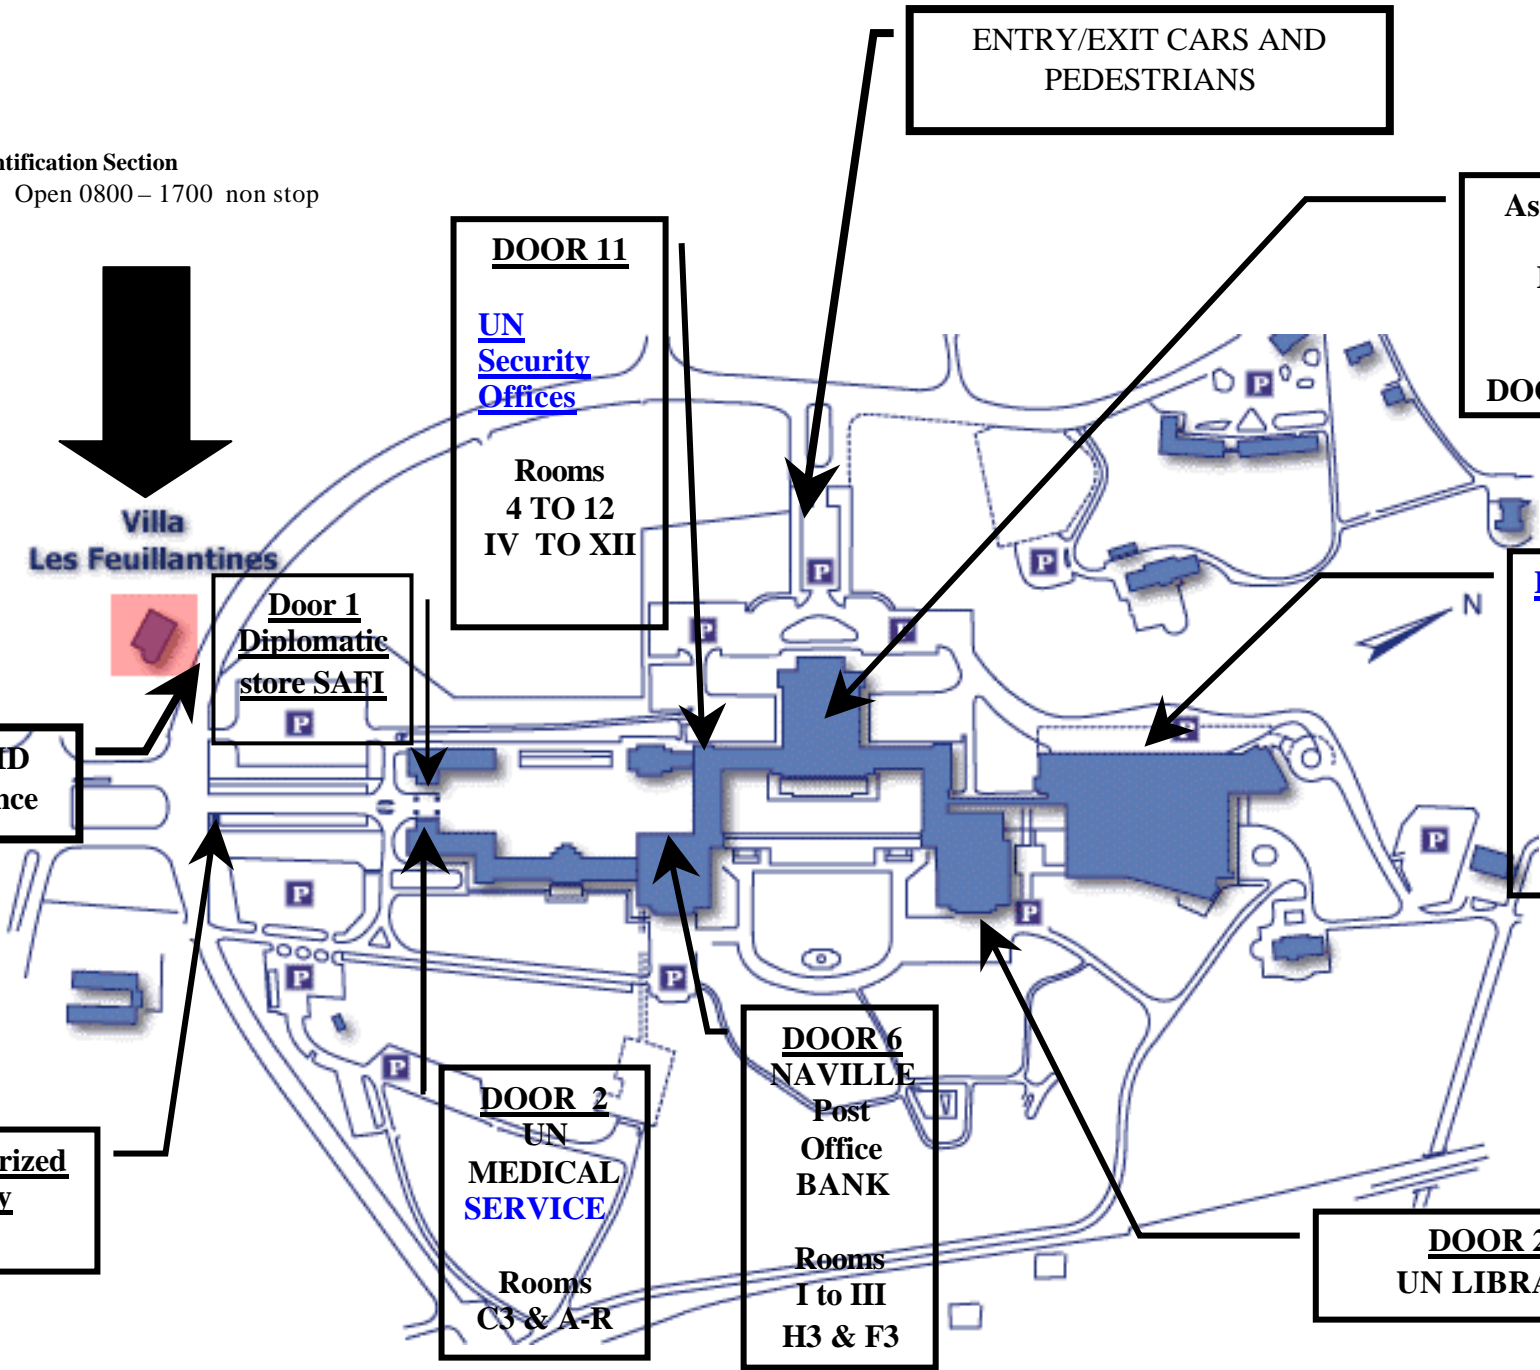 ENTRY/EXIT CARS AND
PEDESTRIANS
ntification Section
Open 0800 – 1700 non stop
As
DOO
DOOR 11
UN
Security
Offices
Rooms
4 TO 12
IV TO XII
Villa
Les Feuillantines
Door 1
Diplomatic
store SAFI
P
P
P
P
P
P
P
P
P
P
P
P
P
P
N
ID
nce
rized
y
DOOR 2
UN
MEDICAL
SERVICE
Rooms
C3 & A-R
DOOR 6
NAVILLE
Post
Office
BANK
Rooms
I to III
H3 & F3
DOOR 2
UN LIBRA